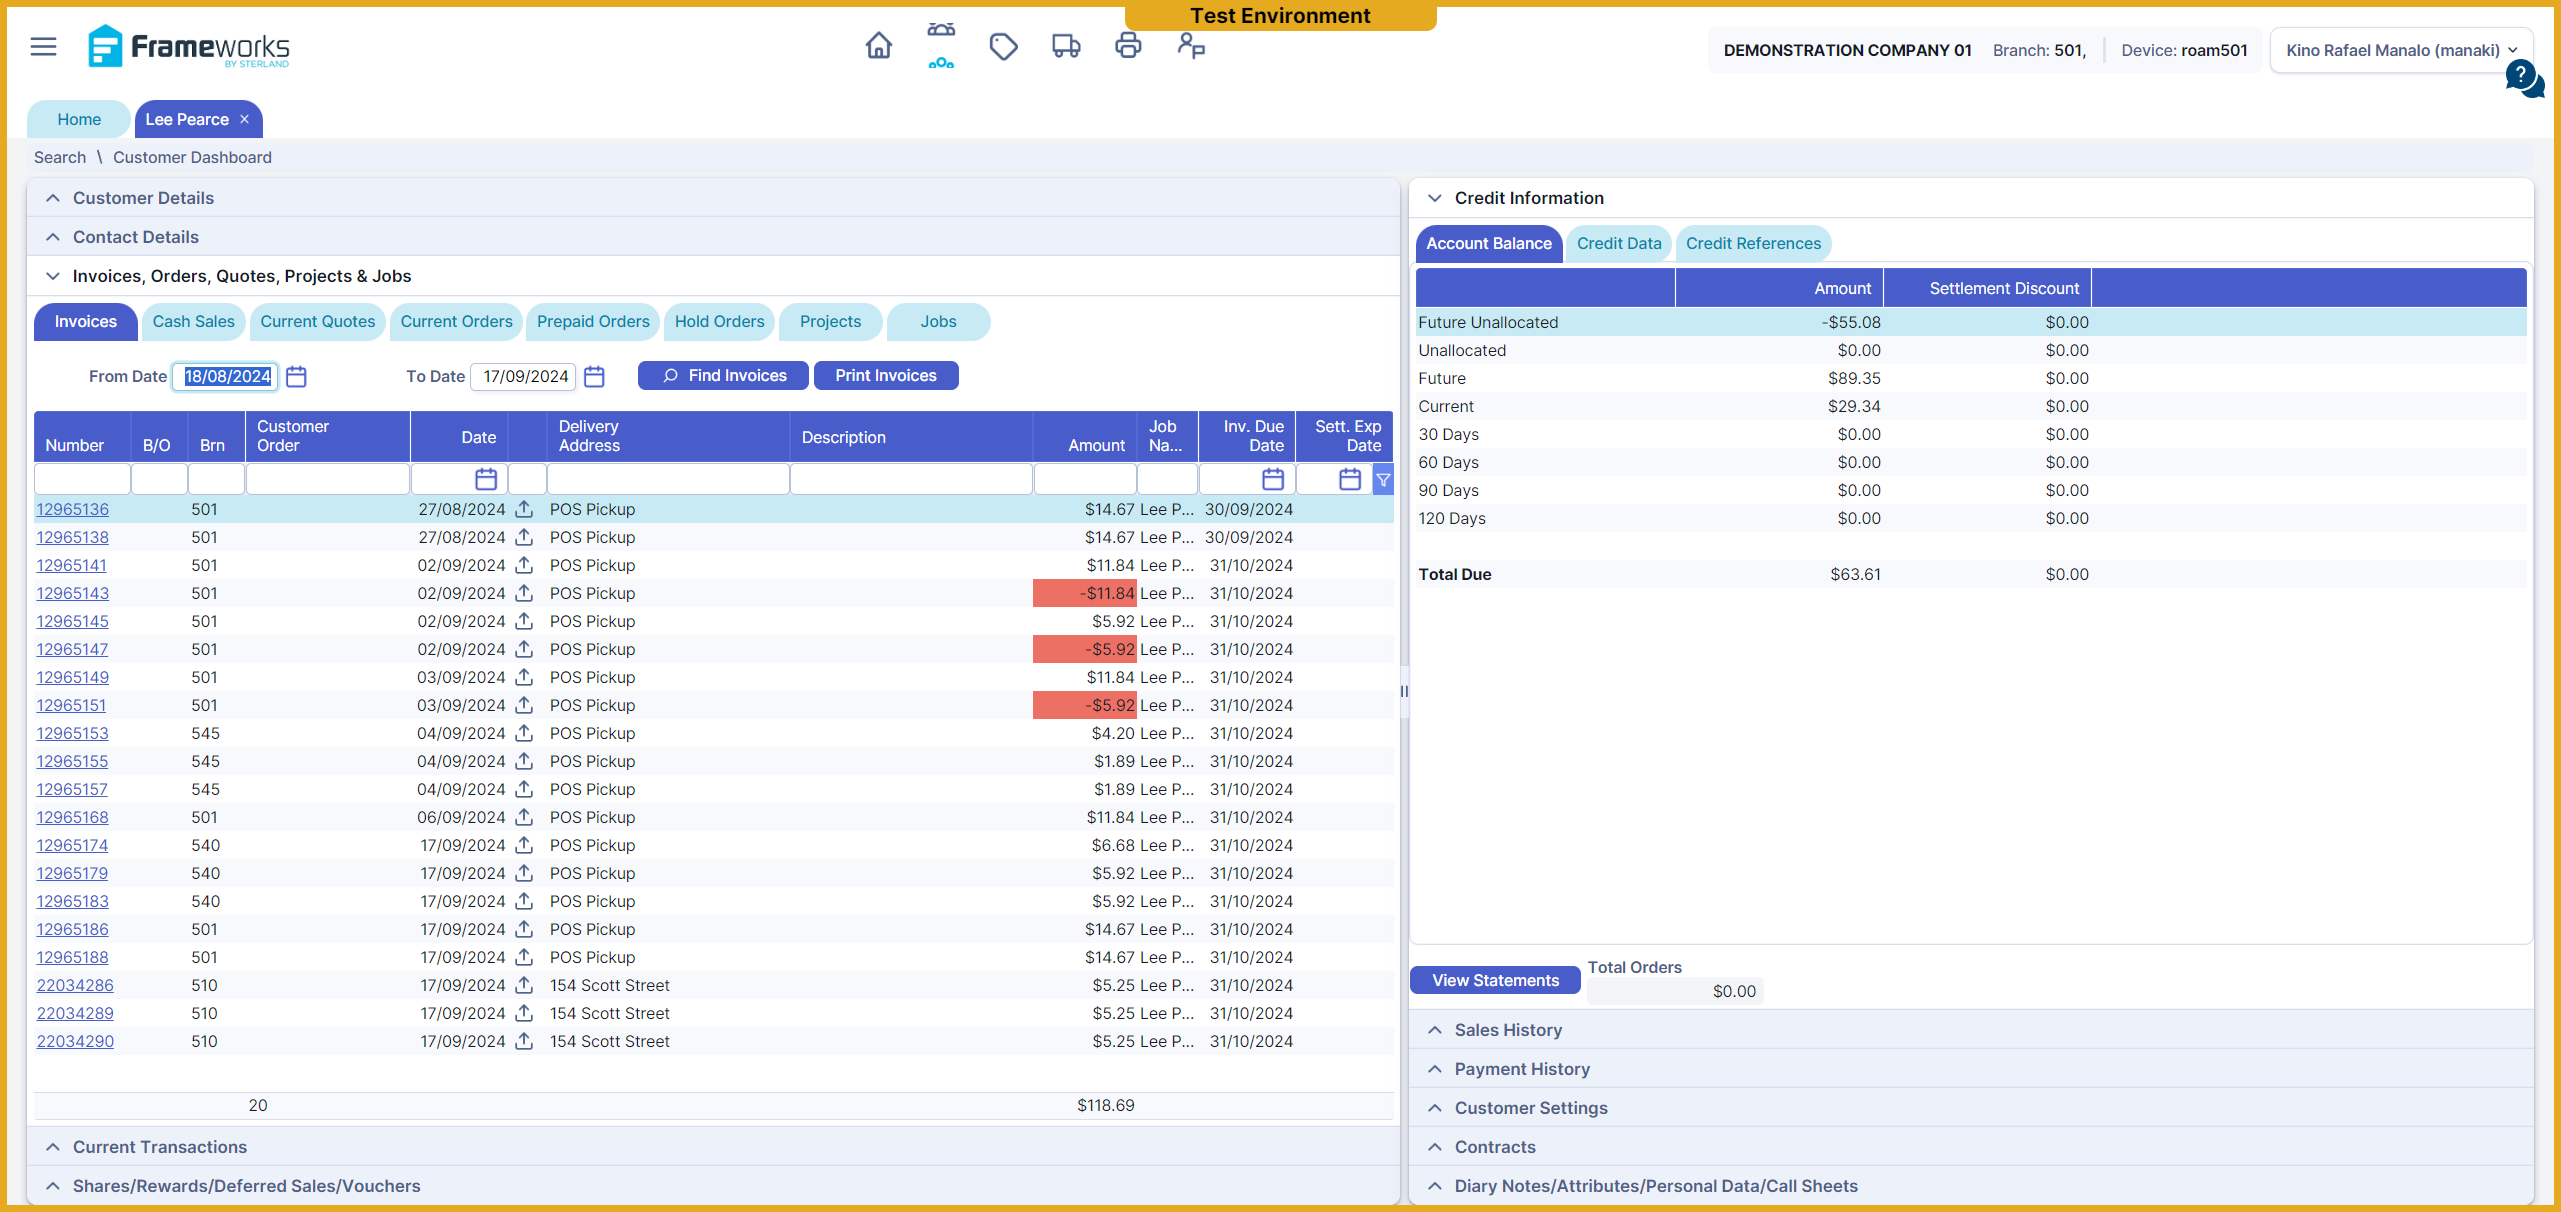 Test Environment
Frameworks
BY STERLAND
DEMONSTRATION COMPANY 01 Branch: 501, Device: roam501 Kino Rafael Manalo (manaki)
?
Home Lee Pearce ×
Search \ Customer Dashboard
Customer Details
Contact Details
Invoices, Orders, Quotes, Projects & Jobs
Invoices Cash Sales Current Quotes Current Orders Prepaid Orders Hold Orders Projects Jobs
From Date 18/08/2024 To Date 17/09/2024 Find Invoices Print Invoices
Number B/O Brn Customer Order Date Delivery Address Description Amount Job Na... Inv. Due Date Sett. Exp Date
12965136 501 27/08/2024 POS Pickup $14.67 Lee P... 30/09/2024
12965138 501 27/08/2024 POS Pickup $14.67 Lee P... 30/09/2024
12965141 501 02/09/2024 POS Pickup $11.84 Lee P... 31/10/2024
12965143 501 02/09/2024 POS Pickup -$11.84 Lee P... 31/10/2024
12965145 501 02/09/2024 POS Pickup $5.92 Lee P... 31/10/2024
12965147 501 02/09/2024 POS Pickup -$5.92 Lee P... 31/10/2024
12965149 501 03/09/2024 POS Pickup $11.84 Lee P... 31/10/2024
12965151 501 03/09/2024 POS Pickup -$5.92 Lee P... 31/10/2024
12965153 545 04/09/2024 POS Pickup $4.20 Lee P... 31/10/2024
12965155 545 04/09/2024 POS Pickup $1.89 Lee P... 31/10/2024
12965157 545 04/09/2024 POS Pickup $1.89 Lee P... 31/10/2024
12965168 501 06/09/2024 POS Pickup $11.84 Lee P... 31/10/2024
12965174 540 17/09/2024 POS Pickup $6.68 Lee P... 31/10/2024
12965179 540 17/09/2024 POS Pickup $5.92 Lee P... 31/10/2024
12965183 540 17/09/2024 POS Pickup $5.92 Lee P... 31/10/2024
12965186 501 17/09/2024 POS Pickup $14.67 Lee P... 31/10/2024
12965188 501 17/09/2024 POS Pickup $14.67 Lee P... 31/10/2024
22034286 510 17/09/2024 154 Scott Street $5.25 Lee P... 31/10/2024
22034289 510 17/09/2024 154 Scott Street $5.25 Lee P... 31/10/2024
22034290 510 17/09/2024 154 Scott Street $5.25 Lee P... 31/10/2024
20 $118.69
Current Transactions
Shares/Rewards/Deferred Sales/Vouchers
Credit Information
Account Balance Credit Data Credit References
Amount Settlement Discount
Future Unallocated -$55.08 $0.00
Unallocated $0.00 $0.00
Future $89.35 $0.00
Current $29.34 $0.00
30 Days $0.00 $0.00
60 Days $0.00 $0.00
90 Days $0.00 $0.00
120 Days $0.00 $0.00
Total Due $63.61 $0.00
View Statements Total Orders
$0.00
Sales History
Payment History
Customer Settings
Contracts
Diary Notes/Attributes/Personal Data/Call Sheets